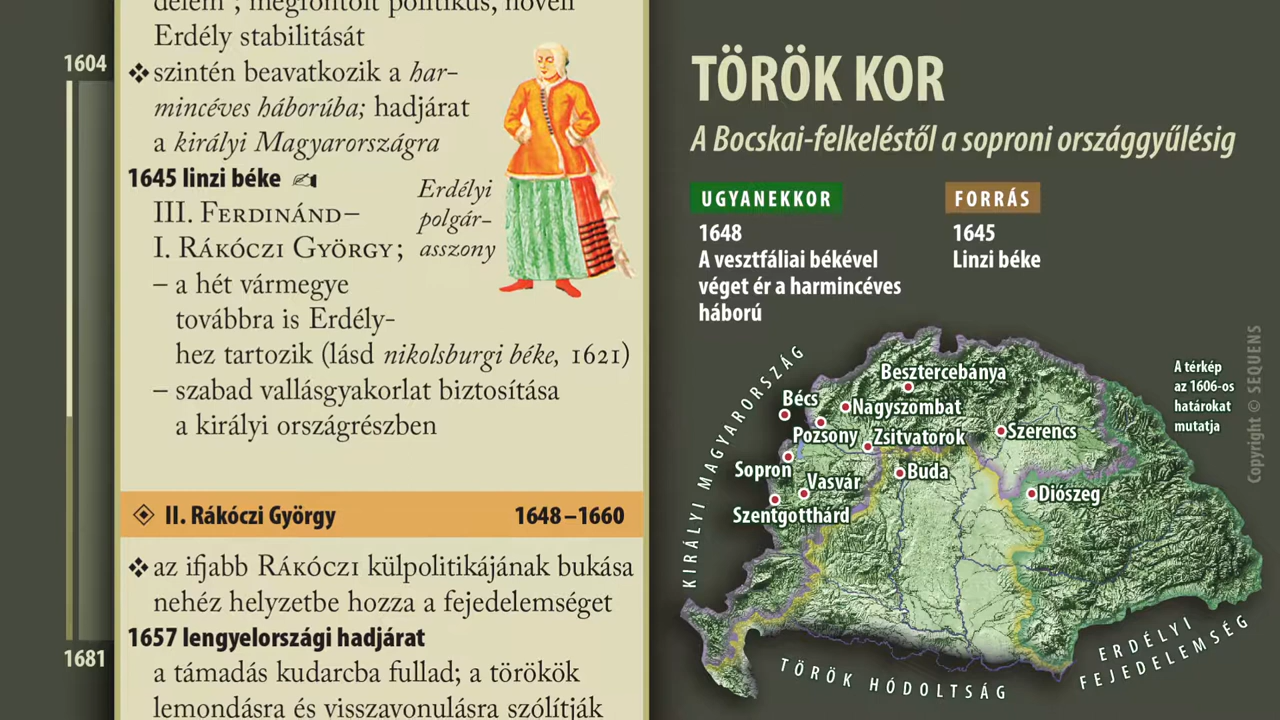 1604
1681
delem”; megfontolt politikus, növeli
Erdély stabilitását
❖ szintén beavatkozik a har-
mincéves háborúba; hadjárat
a királyi Magyarországra
1645 linzi béke
III. FERDINÁND–
I. RÁKÓCZI GYÖRGY;
– a hét vármegye
továbbra is Erdély-
hez tartozik (lásd nikolsburgi béke, 1621)
– szabad vallásgyakorlat biztosítása
a királyi országrészben
Erdélyi
polgár-
asszony
II. Rákóczi György 1648–1660
❖ az ifjabb RÁKÓCZI külpolitikájának bukása
nehéz helyzetbe hozza a fejedelemséget
1657 lengyelországi hadjárat
a támadás kudarcba fullad; a törökök
lemondásra és visszavonulásra szólítják
TÖRÖK KOR
A Bocskai-felkeléstől a soproni országgyűlésig
UGYANEKKOR
1648
A vesztfáliai békével
véget ér a harmincéves
háború
FORRÁS
1645
Linzi béke
A térkép
az 1606-os
határokat
mutatja
KIRÁLYI MAGYARORSZÁG
Besztercebánya
Bécs
Nagyszombat
Pozsony
Zsitvatorok
Szerencs
Sopron
Buda
Vasvár
Diószeg
Szentgotthárd
TÖRÖK HÓDOLTSÁG
ERDÉLYI
FEJEDELEMSÉG
Copyright © SEQUENS